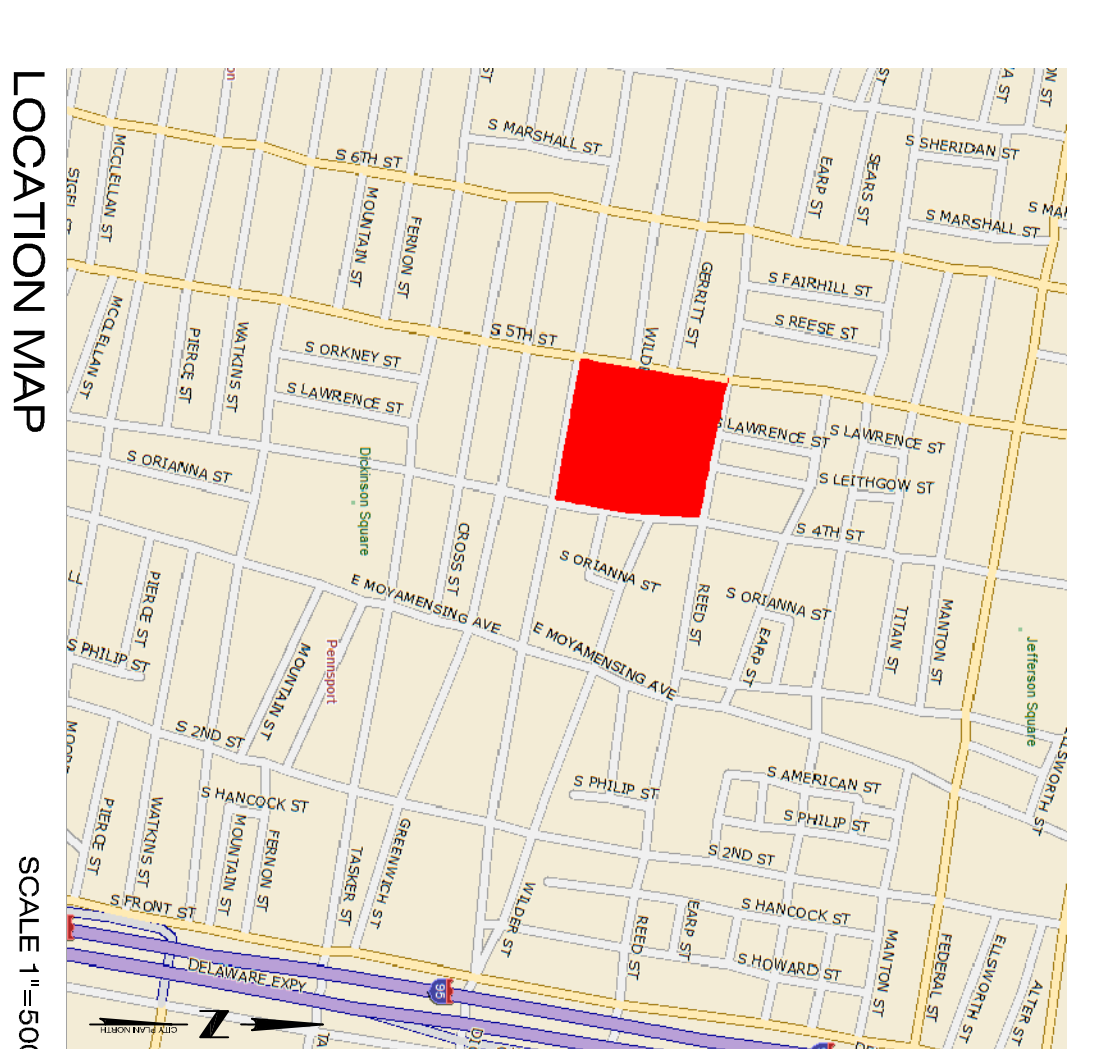 LOCATION MAP
SCALE 1"=500
S MARSHALL ST
S SHERIDAN ST
S 6TH ST
MCCLELLAN ST
MOUNTAIN ST
FERNON ST
EARP ST
SEARS ST
S MARSHALL ST
GERRITT ST
S FAIRHILL ST
S REESE ST
S 5TH ST
MCCLELLAN ST
PIERCE ST
WATKINS ST
S ORKNEY ST
S LAWRENCE ST
S LAWRENCE ST
S LAWRENCE ST
S LEITHGOW ST
S ORIANNA ST
Dickinson Square
S 4TH ST
CROSS ST
S ORIANNA ST
S ORIANNA ST
REED ST
EARP ST
TITAN ST
MANTON ST
Jefferson Square
PIERCE ST
E MOYAMENSING AVE
E MOYAMENSING AVE
S PHILIP ST
MOUNTAIN ST
Pennsport
S 2ND ST
S HANCOCK ST
S PHILIP ST
S AMERICAN ST
S PHILIP ST
ELLSWORTH ST
PIERCE ST
WATKINS ST
MOUNTAIN ST
FERNON ST
TASKER ST
GREENWICH ST
S 2ND ST
S HANCOCK ST
S HOWARD ST
S FRONT ST
WILDER ST
REED ST
EARP ST
MANTON ST
FEDERAL ST
ELLSWORTH ST
ALTER ST
DELAWARE EXPY
95
CITY PLAN NORTH